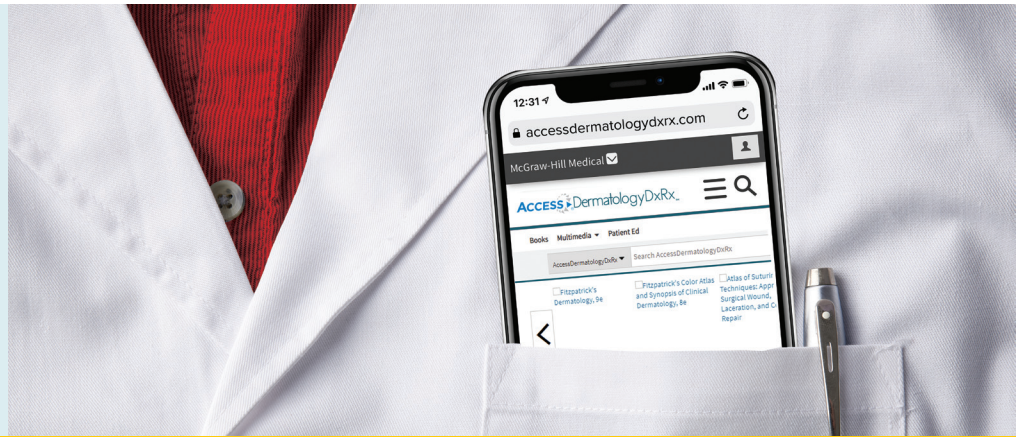 12:31
accessdermatologydxrx.com
McGraw-Hill Medical
ACCESS DermatologyDxRx
Books Multimedia Patient Ed
AccessDermatologyDxRx Search AccessDermatologyDxRx
Fitzpatrick's
Dermatology, 9e
Fitzpatrick's Color Atlas
and Synopsis of Clinical
Dermatology, 8e
Atlas of Suturin
Techniques: Appr
Surgical Wound,
Laceration, and C
Repair